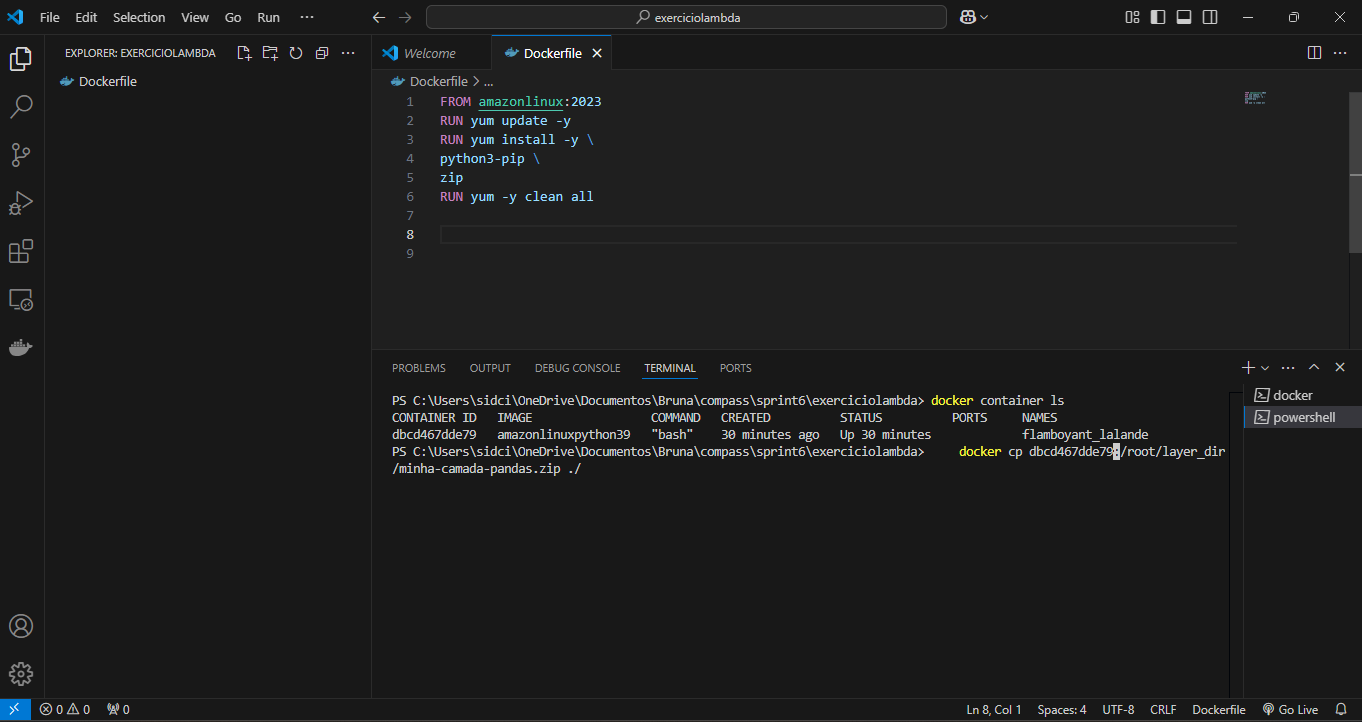 File Edit Selection View Go Run ···
exerciciolambda
EXPLORER: EXERCICIOLAMBDA
Dockerfile
Welcome
Dockerfile
Dockerfile > ...
1 FROM amazonlinux:2023
2 RUN yum update -y
3 RUN yum install -y \
4 python3-pip \
5 zip
6 RUN yum -y clean all
7
8
9
PROBLEMS OUTPUT DEBUG CONSOLE TERMINAL PORTS
PS C:\Users\sidci\OneDrive\Documentos\Bruna\compass\sprint6\exerciciolambda> docker container ls
CONTAINER ID IMAGE COMMAND CREATED STATUS PORTS NAMES
dbcd467dde79 amazonlinuxpython39 "bash" 30 minutes ago Up 30 minutes flamboyant_lalande
PS C:\Users\sidci\OneDrive\Documentos\Bruna\compass\sprint6\exerciciolambda> docker cp dbcd467dde79:/root/layer_dir
/minha-camada-pandas.zip ./
docker
powershell
0 0 0
Ln 8, Col 1 Spaces: 4 UTF-8 CRLF Dockerfile Go Live